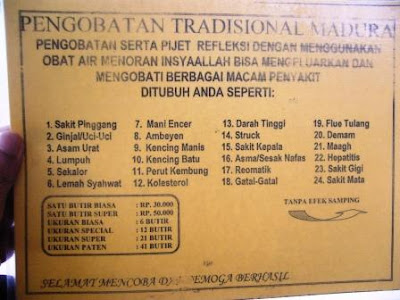 PENGOBATAN TRADISIONAL MADURA
PENGOBATAN SERTA PIJET REFLEKSI DENGAN MENGGUNAKAN
OBAT AIR MENORAN INSYAALLAH BISA MENGELUARKAN DAN
MENGOBATI BERBAGAI MACAM PENYAKIT
DITUBUH ANDA SEPERTI:
1. Sakit Pinggang
2. Ginjal/Uci-Uci
3. Asam Urat
4. Lumpuh
5. Sekalor
6. Lemah Syahwat
7. Mani Encer
8. Amboyen
9. Kencing Manis
10. Kencing Batu
11. Perut Kembung
12. Kolesterol
13. Darah Tinggi
14. Struck
15. Sakit Kepala
16. Asma/Sesak Nafas
17. Reomatik
18. Gatal-Gatal
19. Flue Tulang
20. Demam
21. Maagh
22. Hepatitis
23. Sakit Gigi
24. Sakit Mata
SATU BUTIR BIASA : RP. 30.000
SATU BUTIR SUPER : RP. 50.000
UKURAN BIASA : 6 BUTIR
UKURAN SPECIAL : 12 BUTIR
UKURAN SUPER : 21 BUTIR
UKURAN PATEN : 41 BUTIR
TANPA EFEK SAMPING
SELAMAT MENCOBA DAN SEMOGA BERHASIL